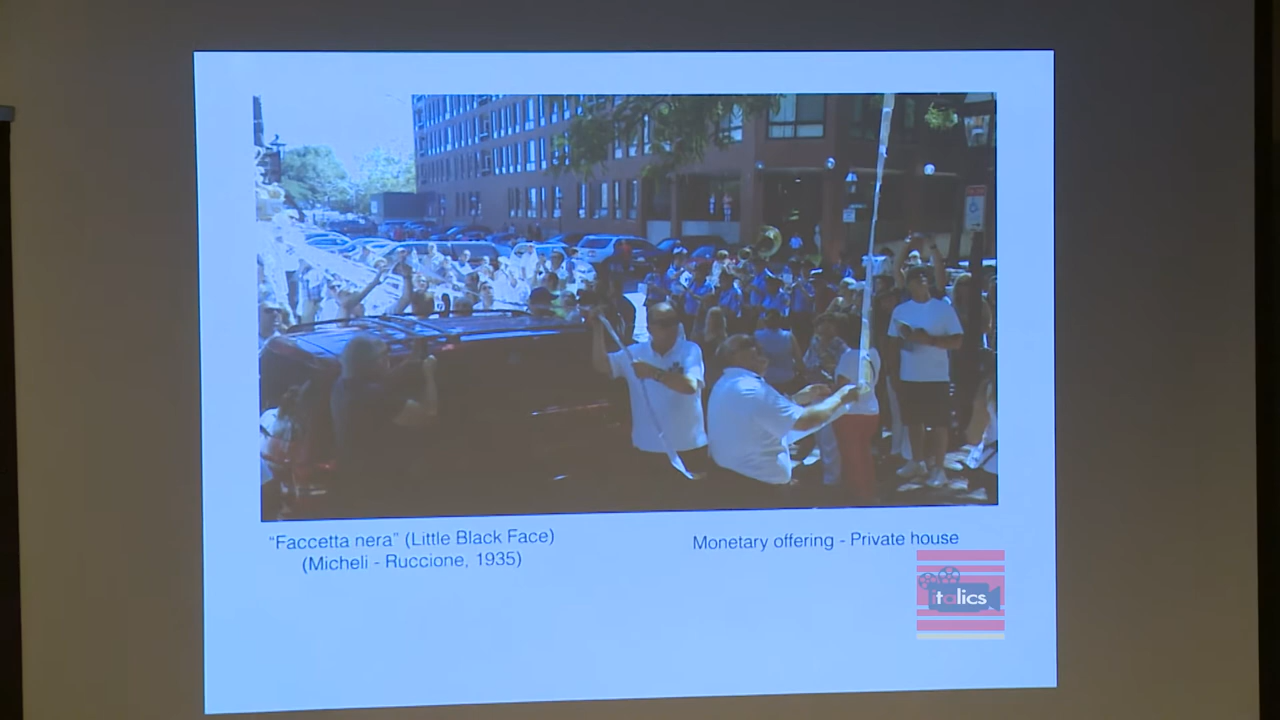 “Faccetta nera” (Little Black Face)
(Micheli - Ruccione, 1935)
Monetary offering - Private house
italics